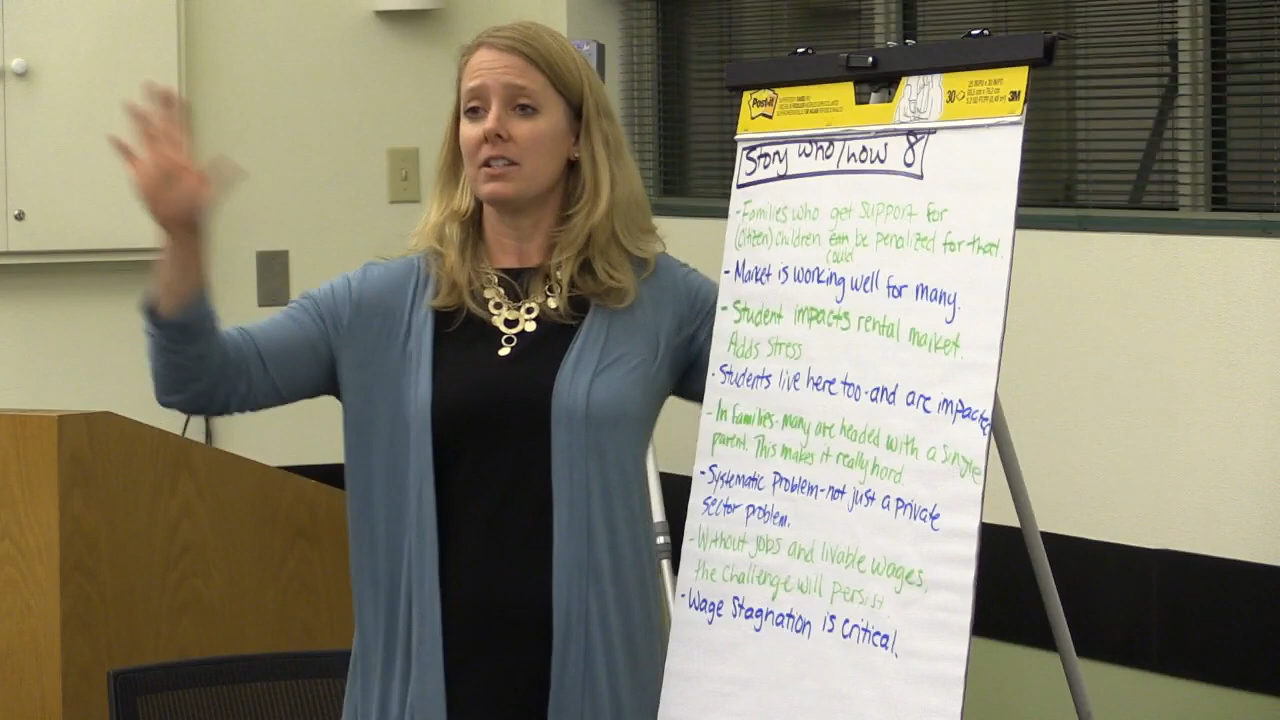 Post-it
30
3M
Story who/how 8
-Families who get support for
(citizen) children can be penalized for that.
could
- Market is working well for many.
- Student impacts rental market.
Adds stress
- Students live here too-and are impacted
- In families-many are headed with a single
parent. This makes it really hard
-Systematic Problem-not just a private
sector problem.
-Without jobs and livable wages,
the challenge will persist.
-Wage Stagnation is critical.